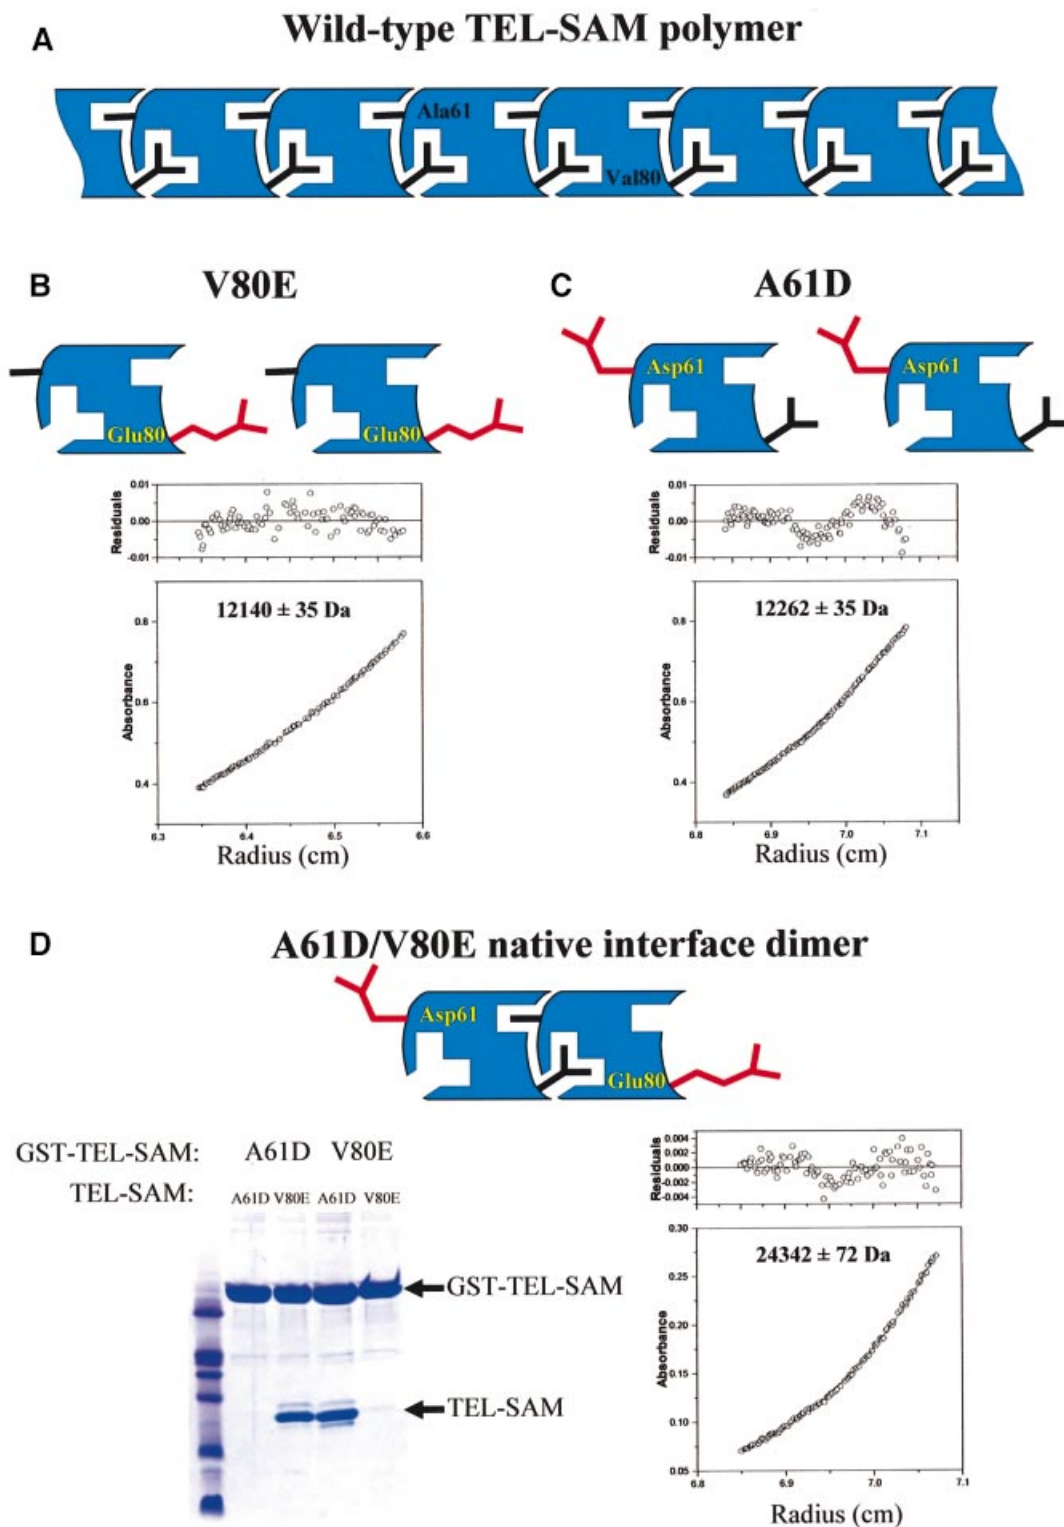 A
Wild-type TEL-SAM polymer
Ala61
Val80
B
V80E
C
A61D
Glu80
Glu80
Asp61
Asp61
0.01
0.00
-0.01
Residuals
0.01
0.00
-0.01
Residuals
12140 ± 35 Da
0.8
0.6
0.4
Absorbance
6.3
6.4
6.5
6.6
Radius (cm)
12262 ± 35 Da
0.8
0.6
0.4
Absorbance
6.8
6.9
7.0
7.1
Radius (cm)
D
A61D/V80E native interface dimer
Asp61
Glu80
GST-TEL-SAM: A61D V80E
TEL-SAM: A61D V80E A61D V80E
GST-TEL-SAM
TEL-SAM
0.004
0.002
0.000
-0.002
-0.004
Residuals
24342 ± 72 Da
0.30
0.25
0.20
0.15
0.10
0.05
Absorbance
6.8
6.9
7.0
7.1
Radius (cm)